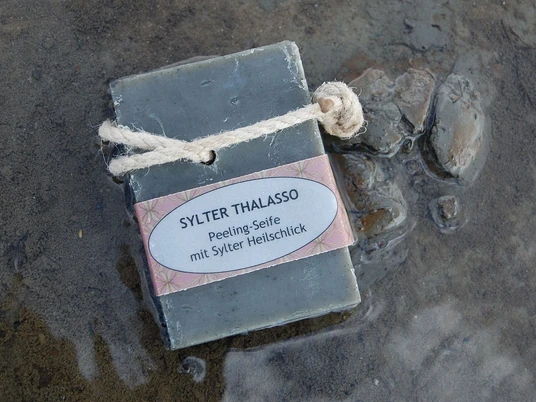 SYLTER THALASSO
Peeling-Seife
mit Sylter Heilschlick